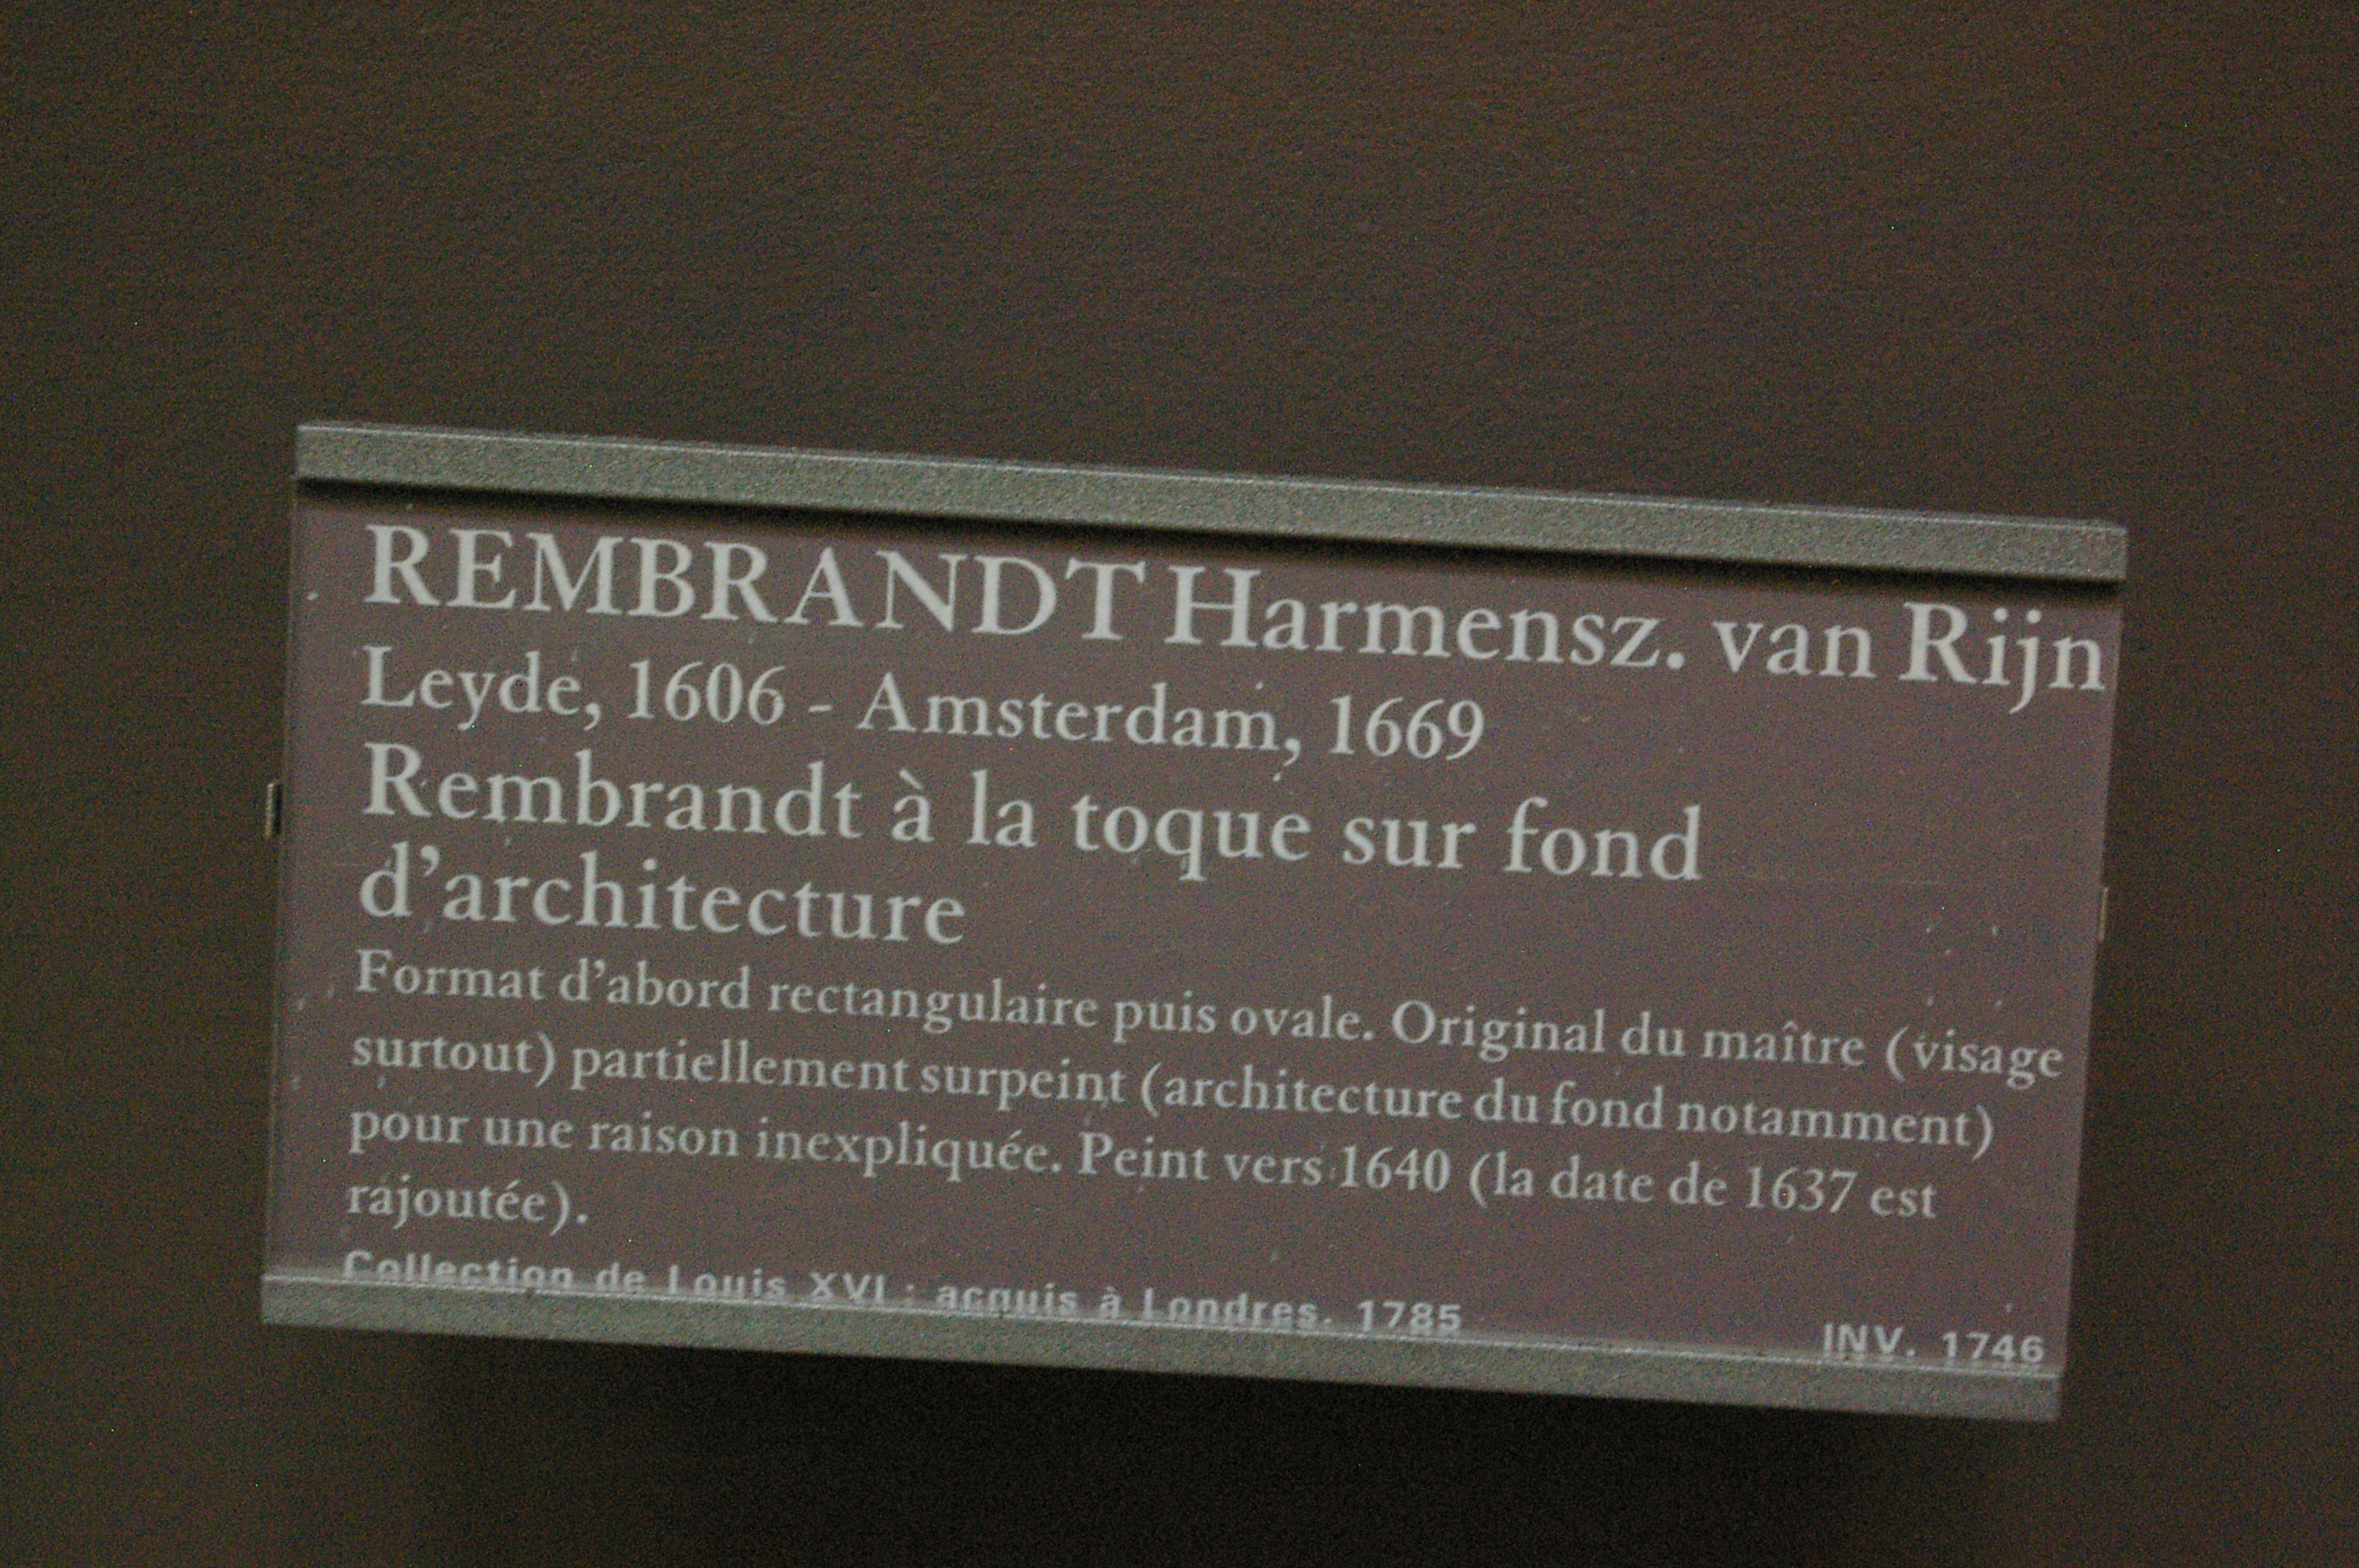 REMBRANDT Harmensz. van Rijn
Leyde, 1606 - Amsterdam, 1669
Rembrandt à la toque sur fond
d’architecture
Format d’abord rectangulaire puis ovale. Original du maître (visage
surtout) partiellement surpeint (architecture du fond notamment)
pour une raison inexpliquée. Peint vers 1640 (la date de 1637 est
rajoutée).
Collection de Louis XVI ; acquis à Londres, 1785
INV. 1746